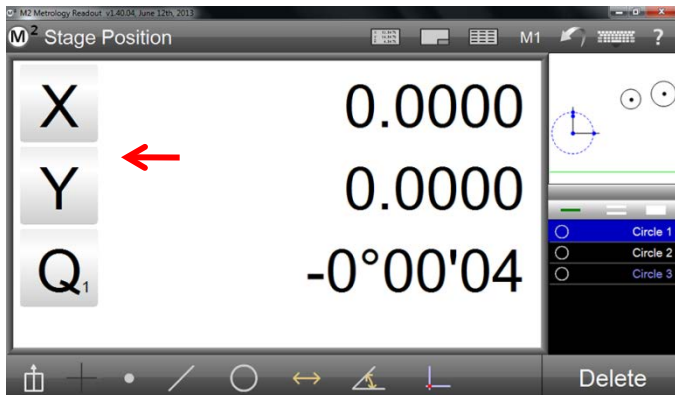 M² M2 Metrology Readout v1.40.04, June 12th, 2013
M² Stage Position M1 ?
X 0.0000
Y 0.0000
Q1 -0°00'04
Circle 1
Circle 2
Circle 3
Delete